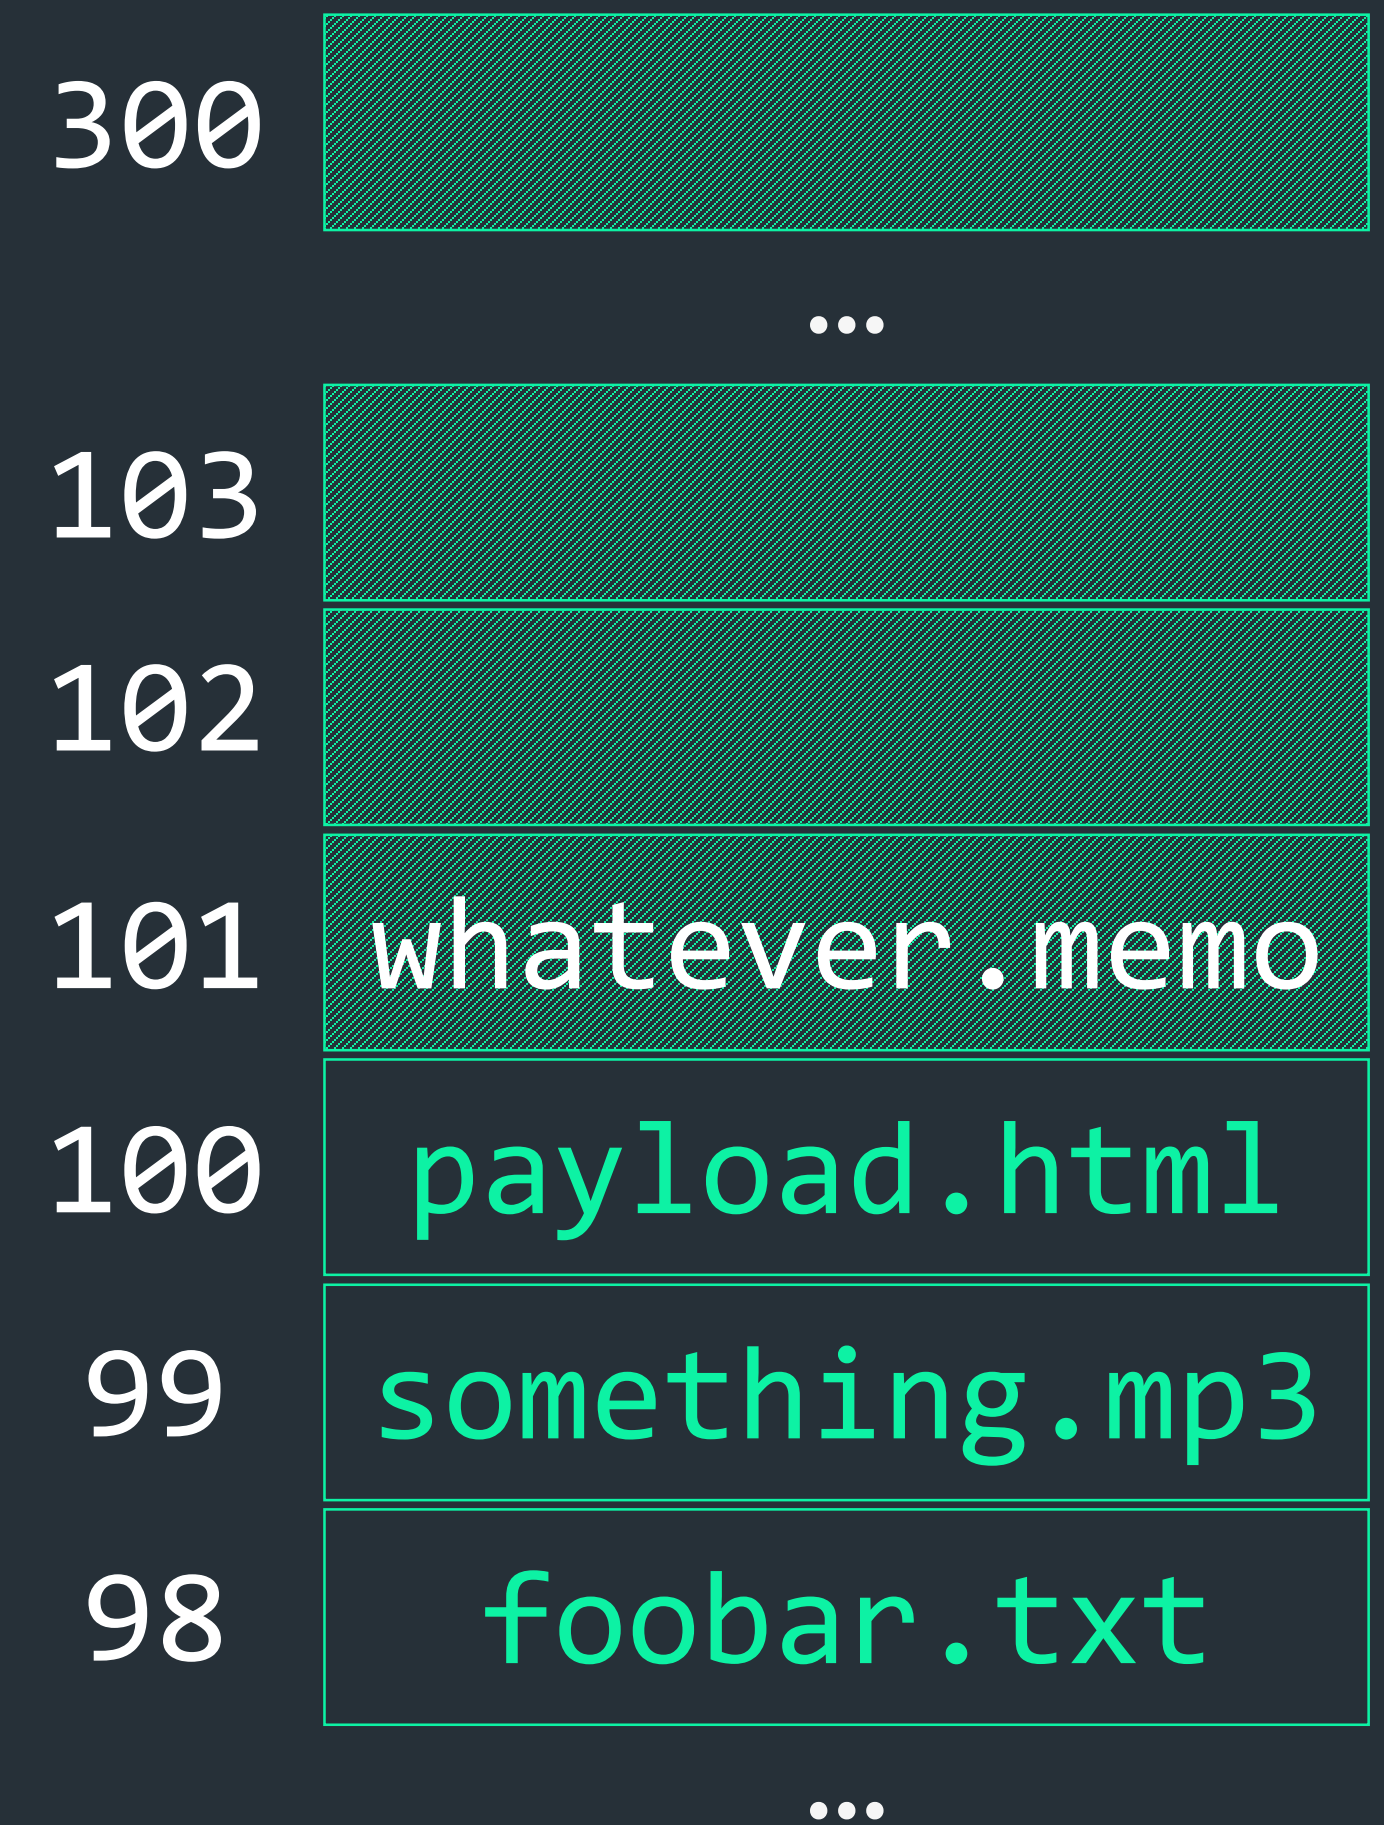 300
...
103
102
101 whatever.memo
100 payload.html
99 something.mp3
98 foobar.txt
...